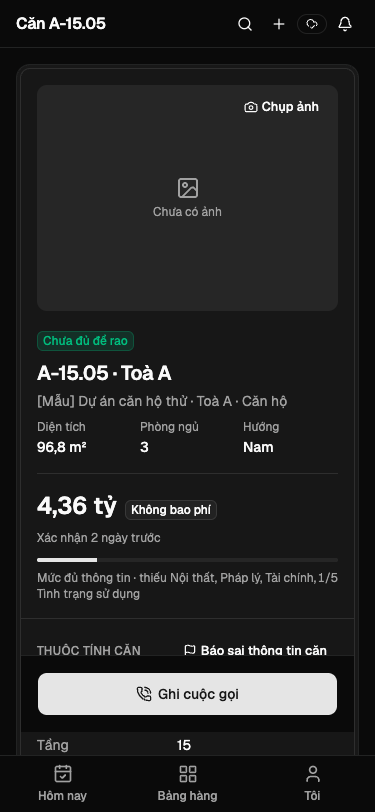 Căn A-15.05
Chụp ảnh
Chưa có ảnh
Chưa đủ để rao
A-15.05 · Toà A
[Mẫu] Dự án căn hộ thử · Toà A · Căn hộ
Diện tích Phòng ngủ Hướng
96,8 m² 3 Nam
4,36 tỷ Không bao phí
Xác nhận 2 ngày trước
Mức đủ thông tin · thiếu Nội thất, Pháp lý, Tài chính, 1/5
Tình trạng sử dụng
THUỘC TÍNH CĂN Báo sai thông tin căn
Ghi cuộc gọi
Tầng 15
Hôm nay Bảng hàng Tôi